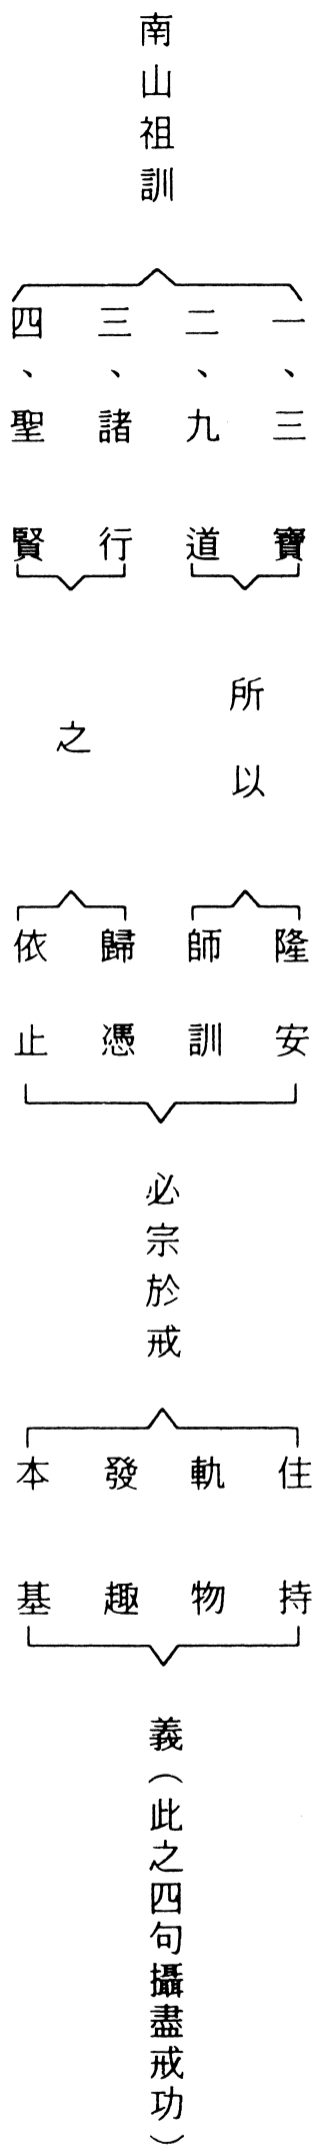 南山祖訓
一、三寶
二、九道
三、諸行
四、聖賢
所以
之
隆安
師訓
歸憑
依止
必宗於戒
住持
軌物
發趣
本基
義（此之四句攝盡戒功）